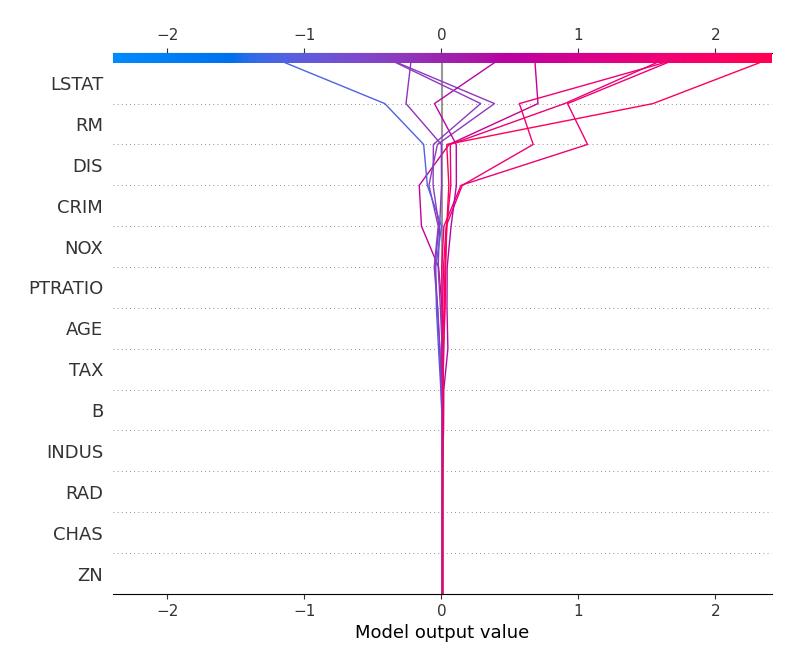 −2 −1 0 1 2
LSTAT
RM
DIS
CRIM
NOX
PTRATIO
AGE
TAX
B
INDUS
RAD
CHAS
ZN
−2 −1 0 1 2
Model output value